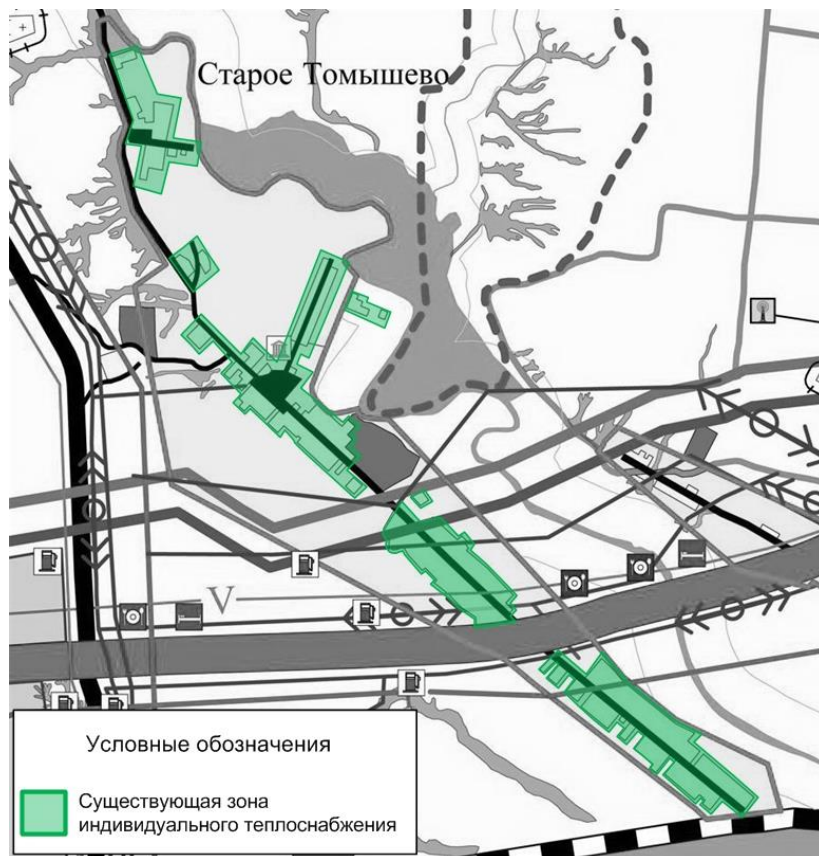 Старое Томышево
V
Условные обозначения
Существующая зона
индивидуального теплоснабжения